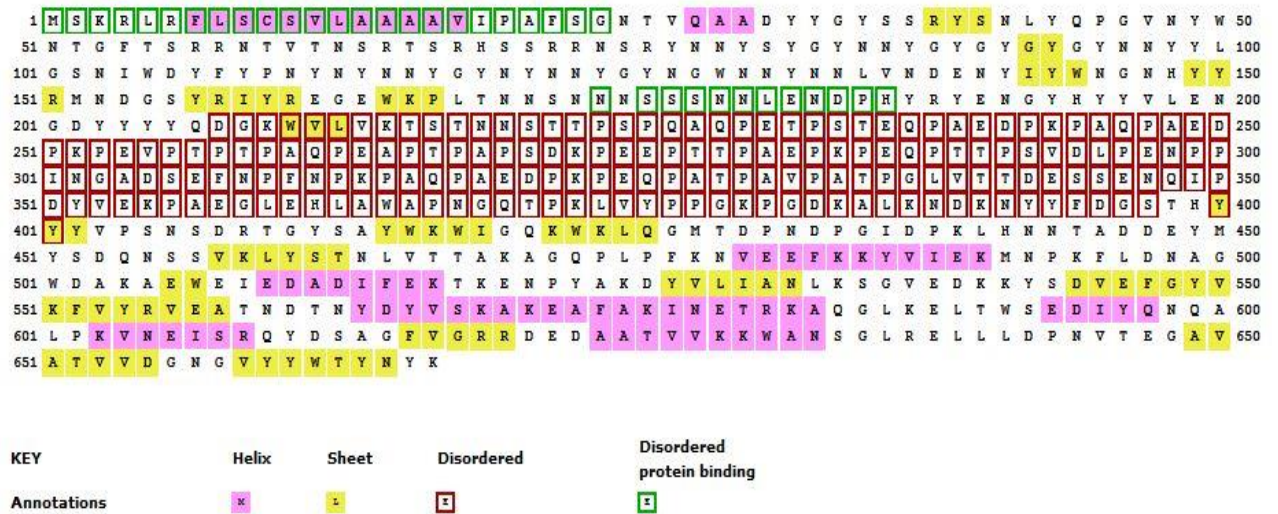 1 M S K R L R F L S C S V L A A A A V I P A F S G N T V Q A A D Y Y G Y S S R Y S N L Y Q P G V N Y W 50
51 N T G F T S R R N T V T N S R T S R H S S R R N S R Y N N Y S Y G Y N N Y G Y G Y G Y G Y N N Y Y L 100
101 G S N I W D Y F Y P N Y N Y N N Y G Y N Y N N Y G Y N G W N N Y N N L V N D E N Y I Y W N G N H Y Y 150
151 R M N D G S Y R I Y R E G E W K P L T N N S N N N S S S N N L E N D P H Y R Y E N G Y H Y Y V L E N 200
201 G D Y Y Y Y Q D G K W V L V K T S T N N S T T P S P Q A Q P E T P S T E Q P A E D P K P A Q P A E D 250
251 P K P E V P T P T P A Q P E A P T P A P S D K P E E P T T P A E P K P E Q P T T P S V D L P E N P P 300
301 I N G A D S E F N P F N P K P A Q P A E D P K P E Q P A T P A V P A T P G L V T T D E S S E N Q I P 350
351 D Y V E K P A E G L E H L A W A P N G Q T P K L V Y P P G K P G D K A L K N D K N Y Y F D G S T H Y 400
401 Y Y V P S N S D R T G Y S A Y W K W I G Q K W K L Q G M T D P N D P G I D P K L H N N T A D D E Y M 450
451 Y S D Q N S S V K L Y S T N L V T T A K A G Q P L P F K N V E E F K K Y V I E K M N P K F L D N A G 500
501 W D A K A E W E I E D A D I F E K T K E N P Y A K D Y V L I A N L K S G V E D K K Y S D V E F G Y V 550
551 K F V Y R V E A T N D T N Y D Y V S K A K E A F A K I N E T R K A Q G L K E L T W S E D I Y Q N Q A 600
601 L P K V N E I S R Q Y D S A G F V G R R D E D A A T V V K K W A N S G L R E L L L D P N V T E G A V 650
651 A T V V D G N G V Y Y W T Y N Y K
KEY Helix Sheet Disordered Disordered
protein binding
Annotations